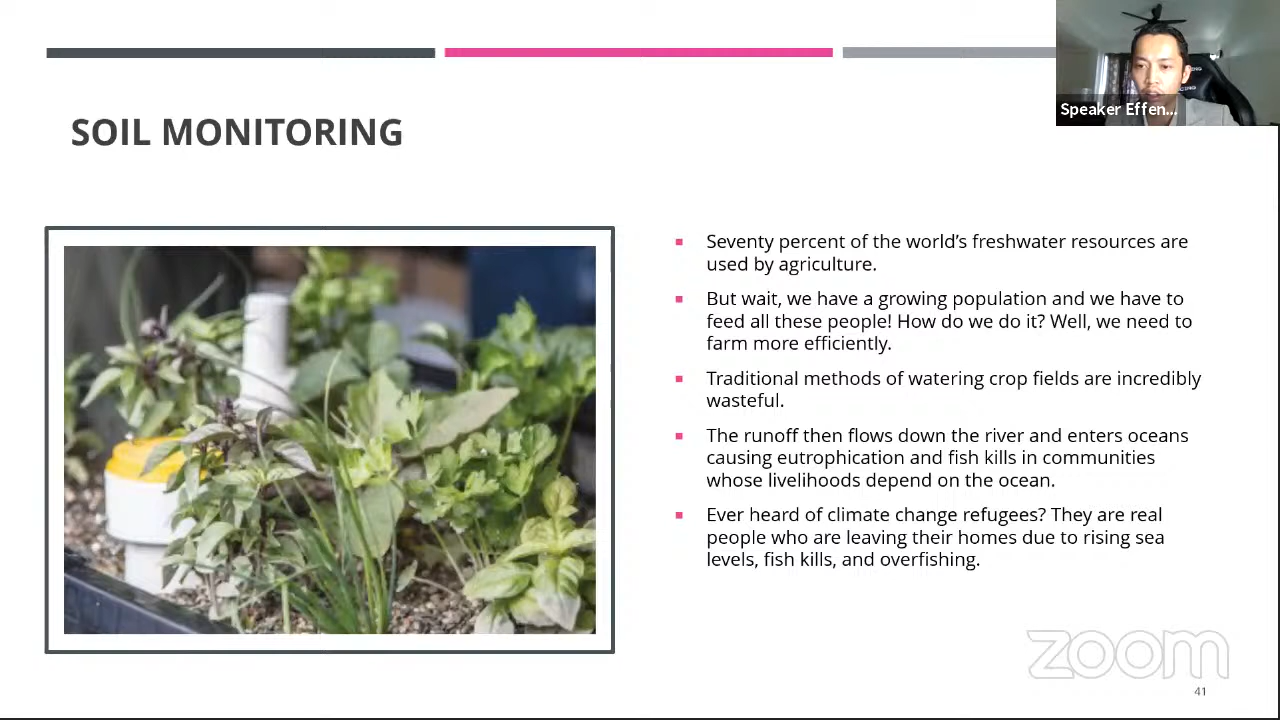 SOIL MONITORING
Speaker Effen...
Seventy percent of the world’s freshwater resources are
used by agriculture.
But wait, we have a growing population and we have to
feed all these people! How do we do it? Well, we need to
farm more efficiently.
Traditional methods of watering crop fields are incredibly
wasteful.
The runoff then flows down the river and enters oceans
causing eutrophication and fish kills in communities
whose livelihoods depend on the ocean.
Ever heard of climate change refugees? They are real
people who are leaving their homes due to rising sea
levels, fish kills, and overfishing.
zoom
41